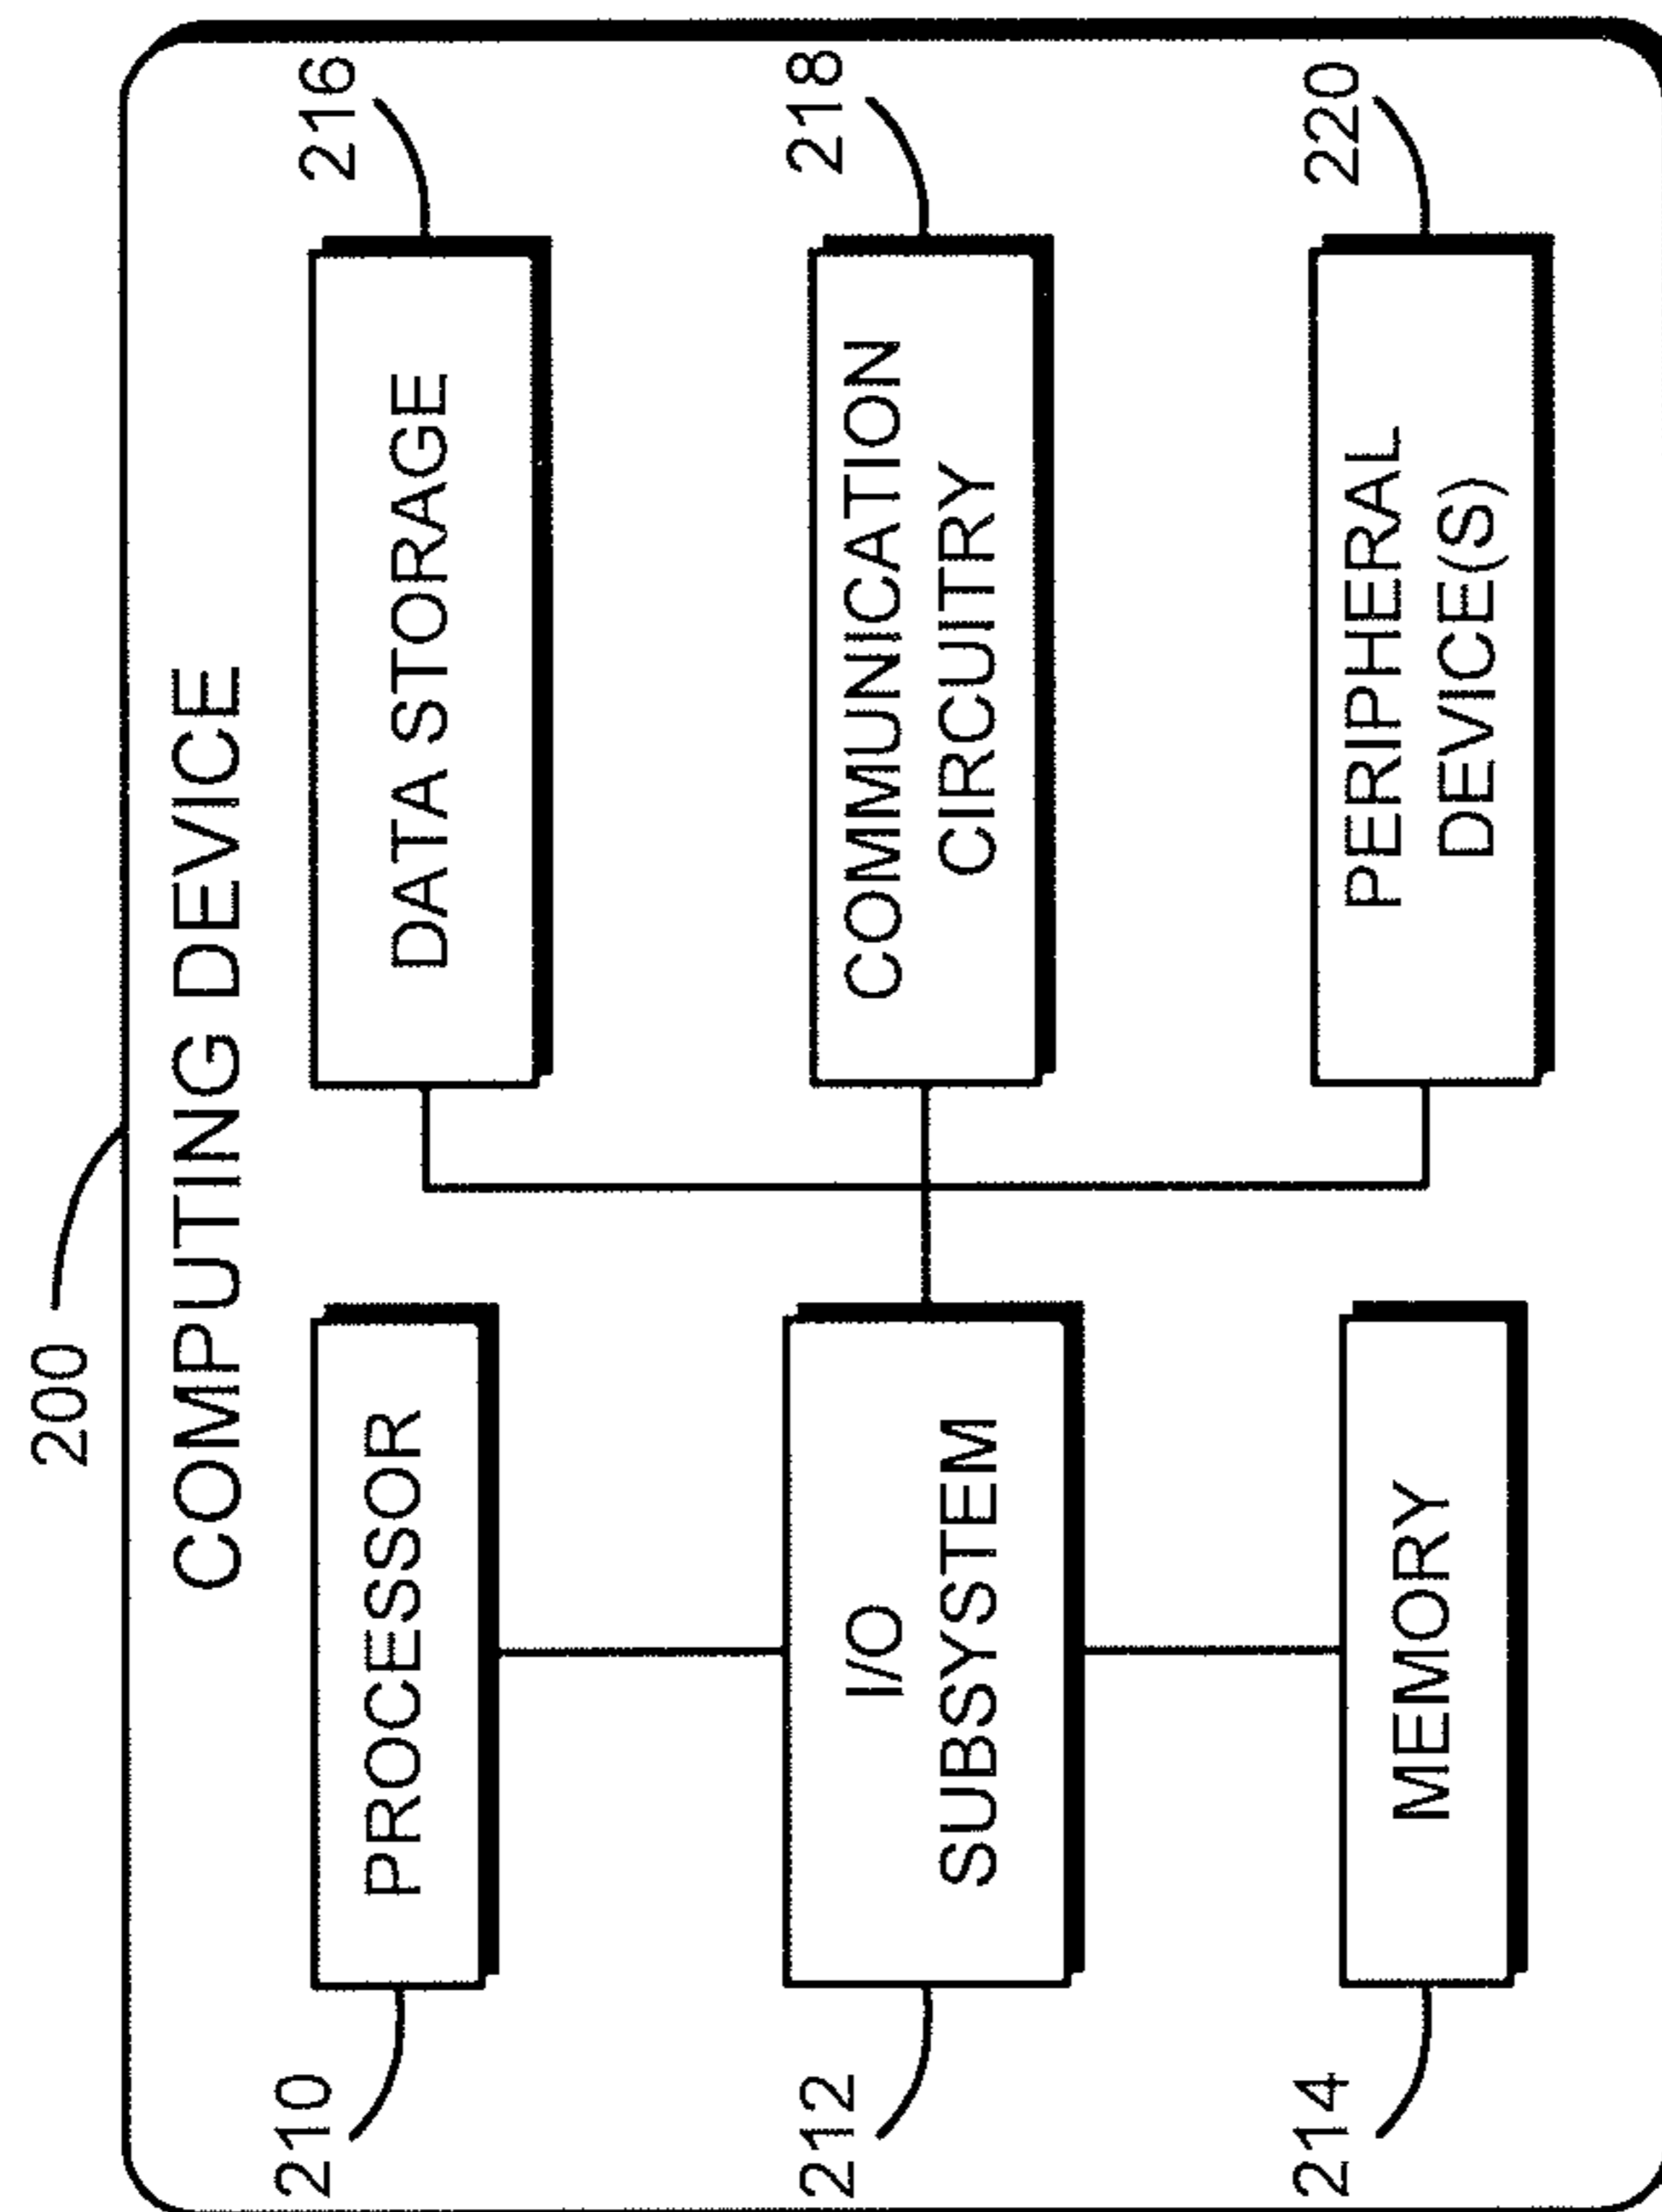 200
COMPUTING DEVICE
210
PROCESSOR
DATA STORAGE
216
212
I/O
SUBSYSTEM
COMMUNICATION
CIRCUITRY
218
214
MEMORY
PERIPHERAL
DEVICE(S)
220